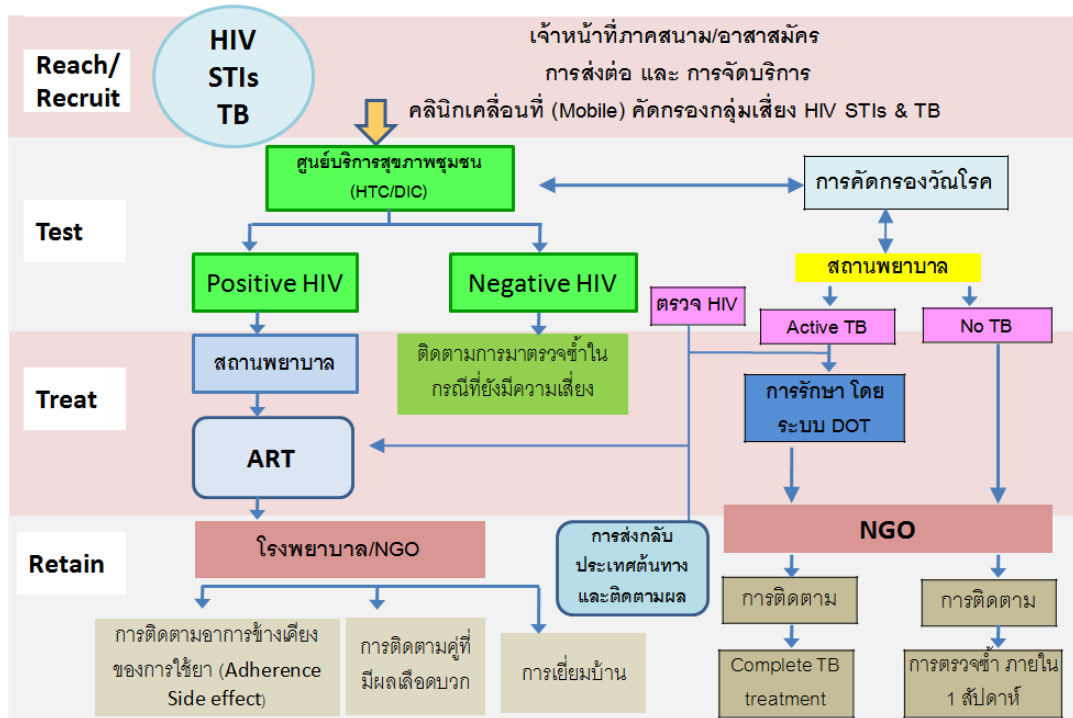 Reach/
Recruit
HIV
STIs
TB
เจ้าหน้าที่ภาคสนาม/อาสาสมัคร
การส่งต่อ และ การจัดบริการ
คลินิกเคลื่อนที่ (Mobile) คัดกรองกลุ่มเสี่ยง HIV STIs & TB
Test
ศูนย์บริการสุขภาพชุมชน
(HTC/DIC)
การคัดกรองวัณโรค
สถานพยาบาล
Positive HIV
Negative HIV
ตรวจ HIV
Active TB
No TB
Treat
สถานพยาบาล
ติดตามการมาตรวจซ้ำใน
กรณีที่ยังมีความเสี่ยง
การรักษา โดย
ระบบ DOT
ART
Retain
โรงพยาบาล/NGO
การส่งกลับ
ประเทศต้นทาง
และติดตามผล
NGO
การติดตาม
การติดตาม
การติดตามอาการข้างเคียง
ของการใช้ยา (Adherence
Side effect)
การติดตามคู่ที่
มีผลเลือดบวก
การเยี่ยมบ้าน
Complete TB
treatment
การตรวจซ้ำ ภายใน
1 สัปดาห์